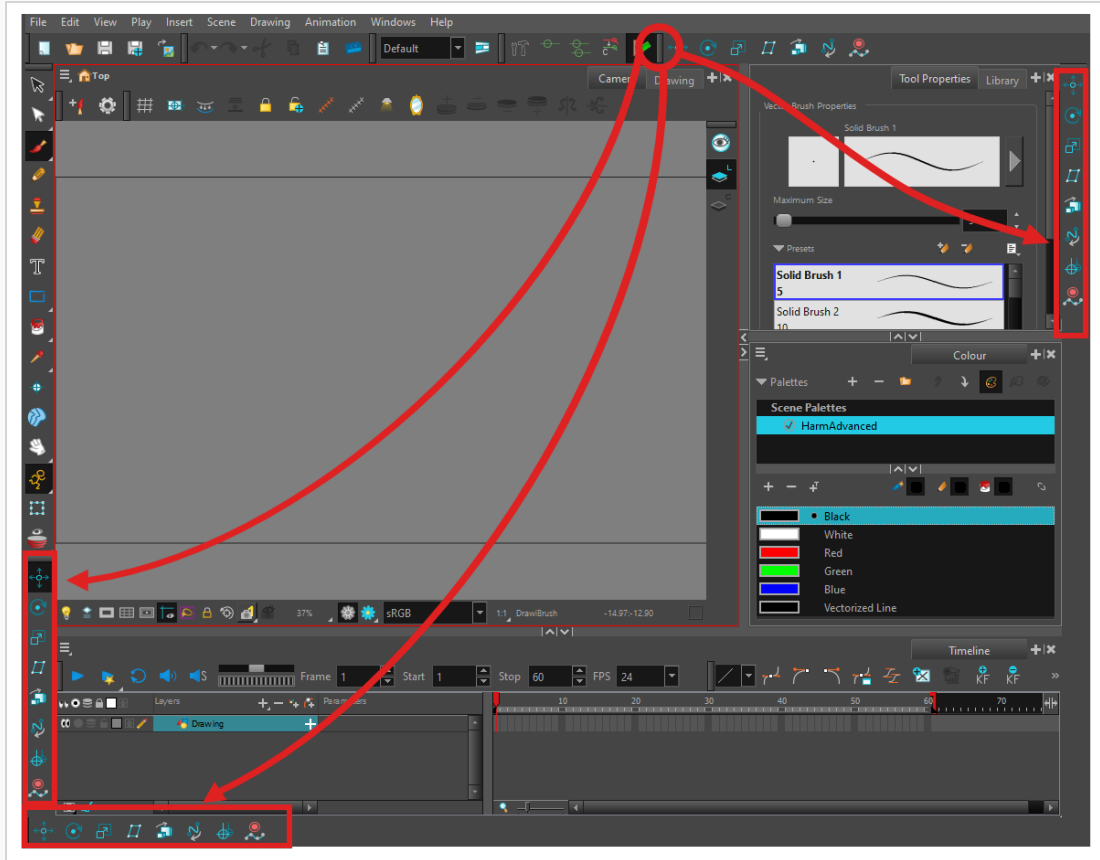 File Edit View Play Insert Scene Drawing Animation Windows Help
Default
Top
Camer
Drawing
Tool Properties
Library
Vector Brush Properties
Solid Brush 1
Maximum Size
Presets
Solid Brush 1
5
Solid Brush 2
10
Colour
Palettes
Scene Palettes
HarmAdvanced
Black
White
Red
Green
Blue
Vectorized Line
37%
sRGB
1:1
DrawiBrush
-14.97:-12.90
Timeline
Frame 1
Start 1
Stop 60
FPS 24
KF
KF
Layers
Parameters
10 20 30 40 50 60 70
Drawing